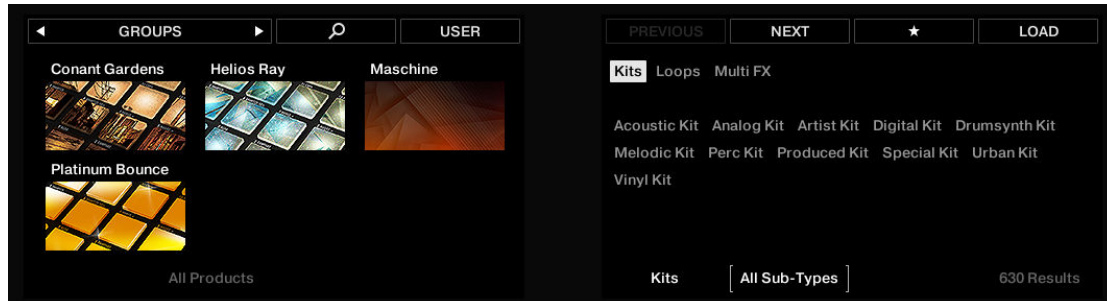 GROUPS USER
Conant Gardens Helios Ray Maschine
Platinum Bounce
All Products
PREVIOUS NEXT LOAD
Kits Loops Multi FX
Acoustic Kit Analog Kit Artist Kit Digital Kit Drumsynth Kit
Melodic Kit Perc Kit Produced Kit Special Kit Urban Kit
Vinyl Kit
Kits All Sub-Types 630 Results